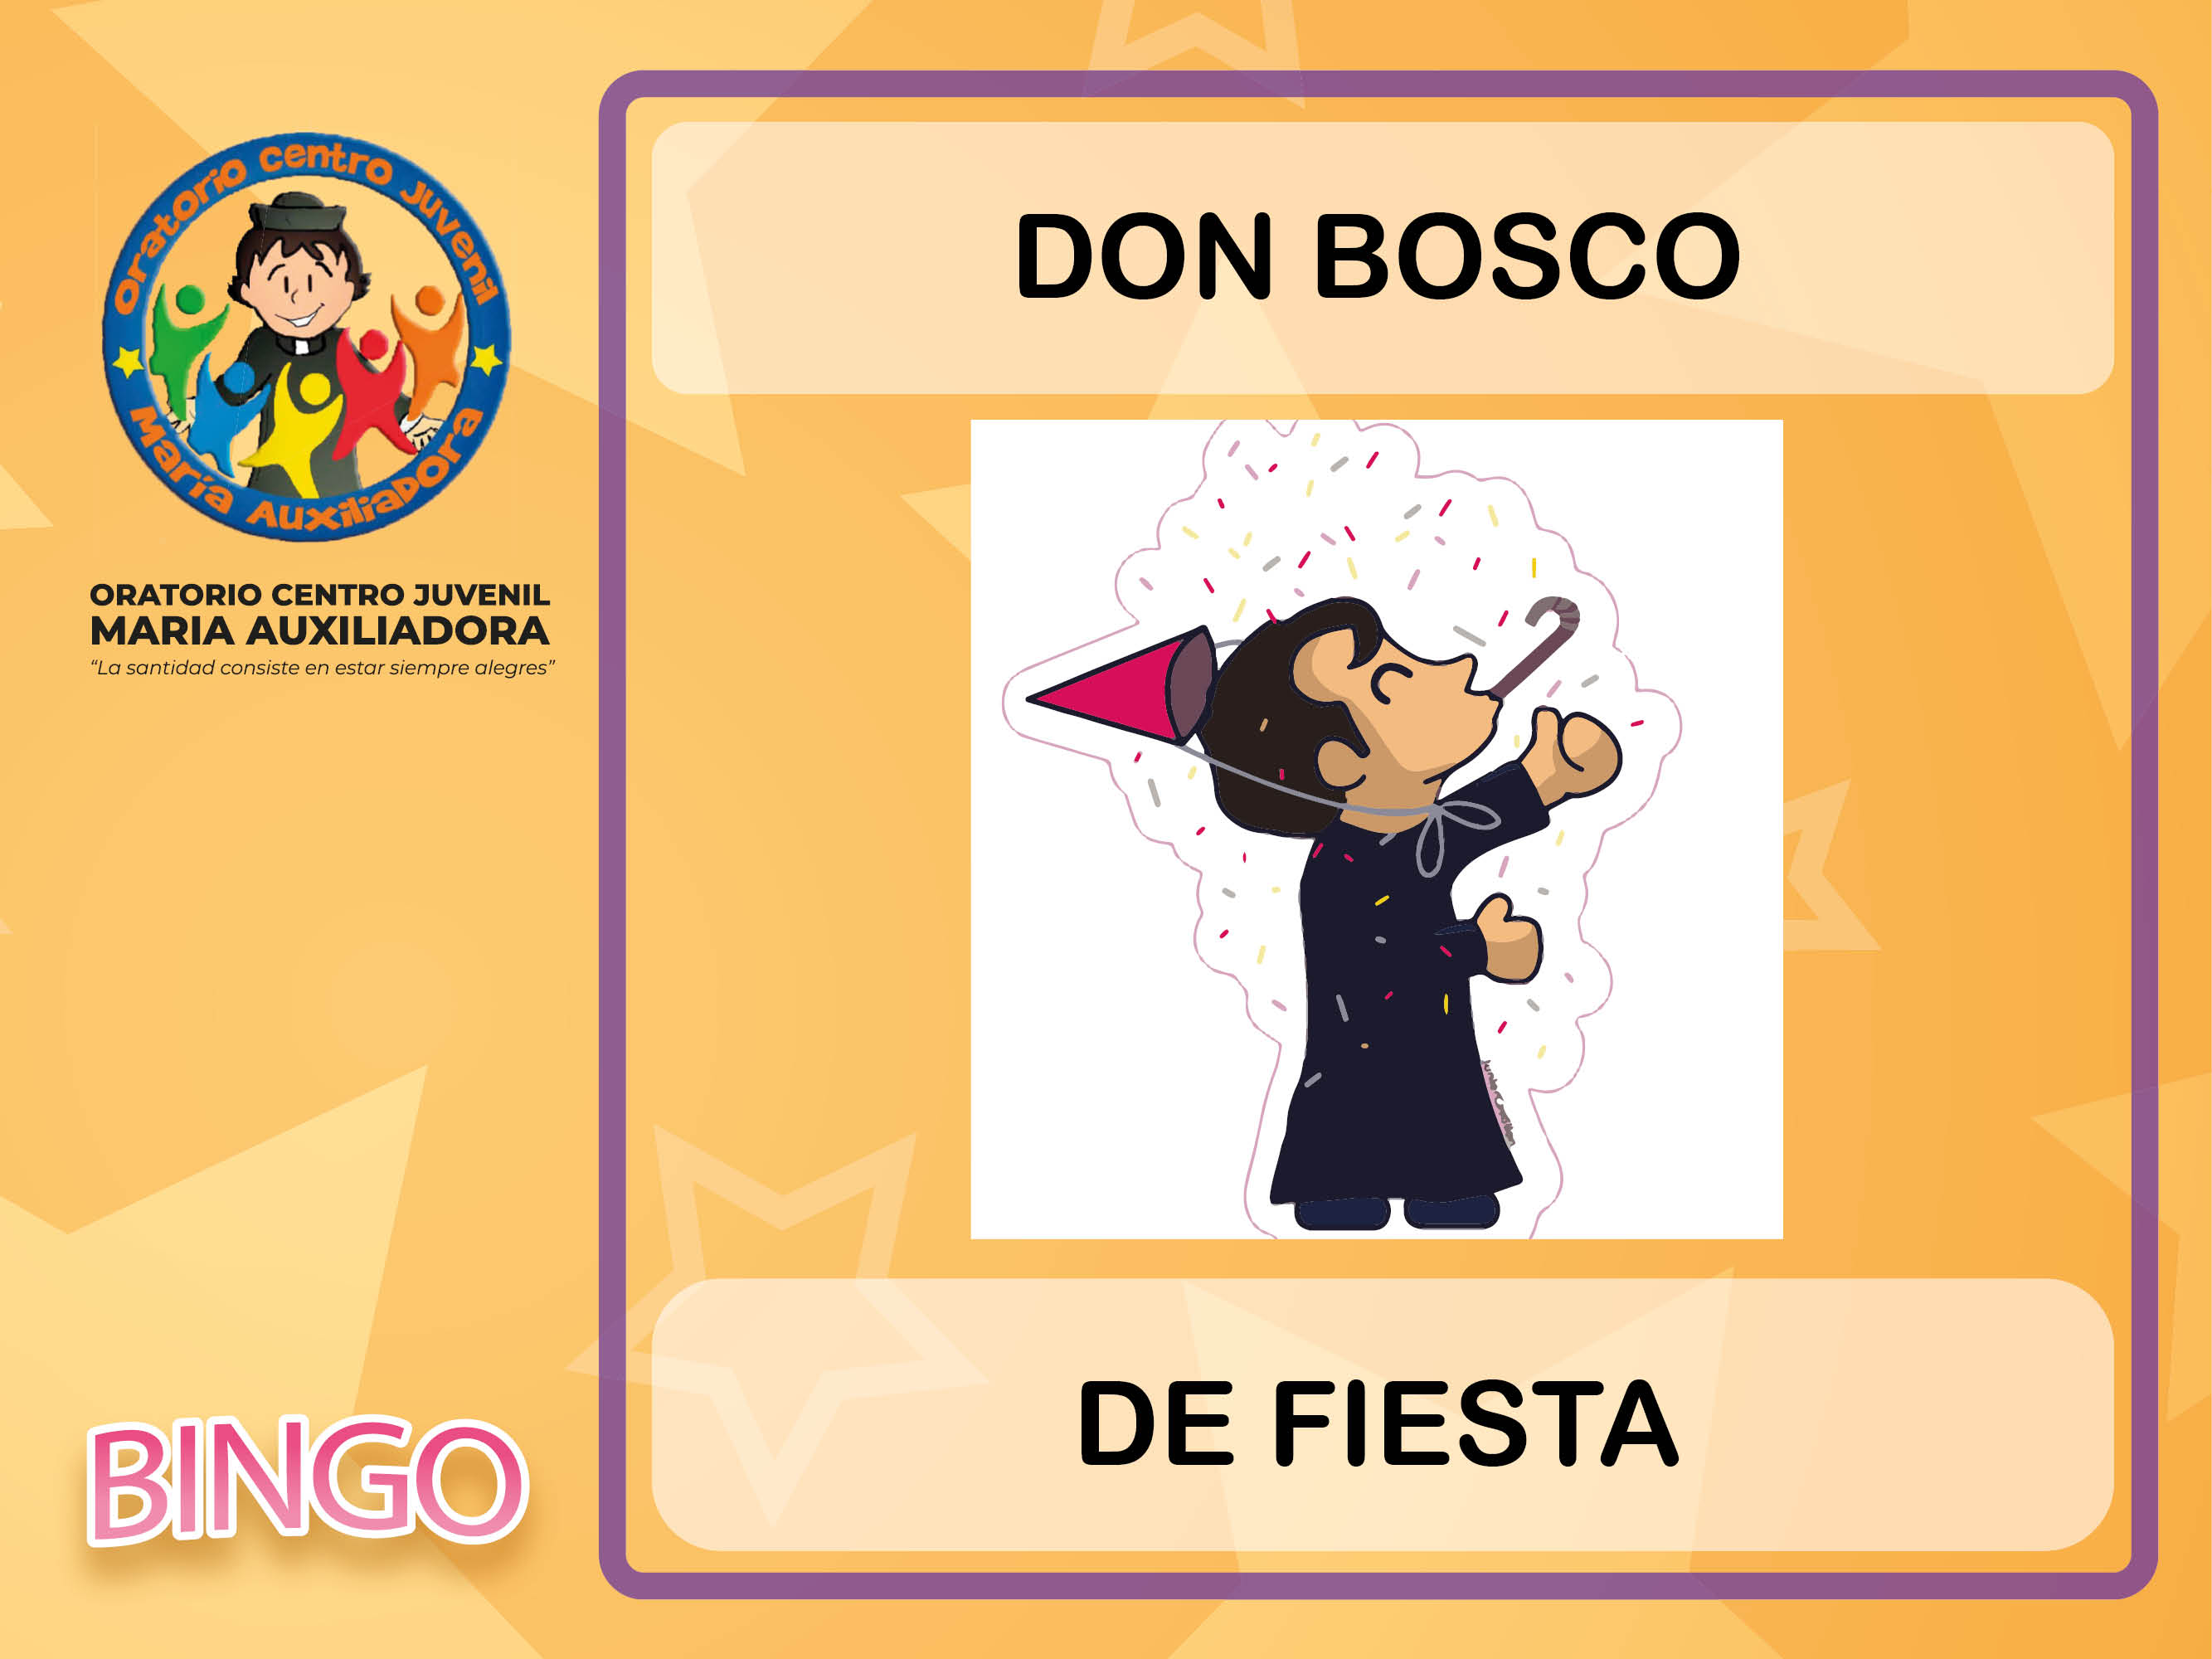 Oratorio Centro Juvenil
María Auxiliadora
ORATORIO CENTRO JUVENIL
MARIA AUXILIADORA
“La santidad consiste en estar siempre alegres”
BINGO
DON BOSCO
DE FIESTA